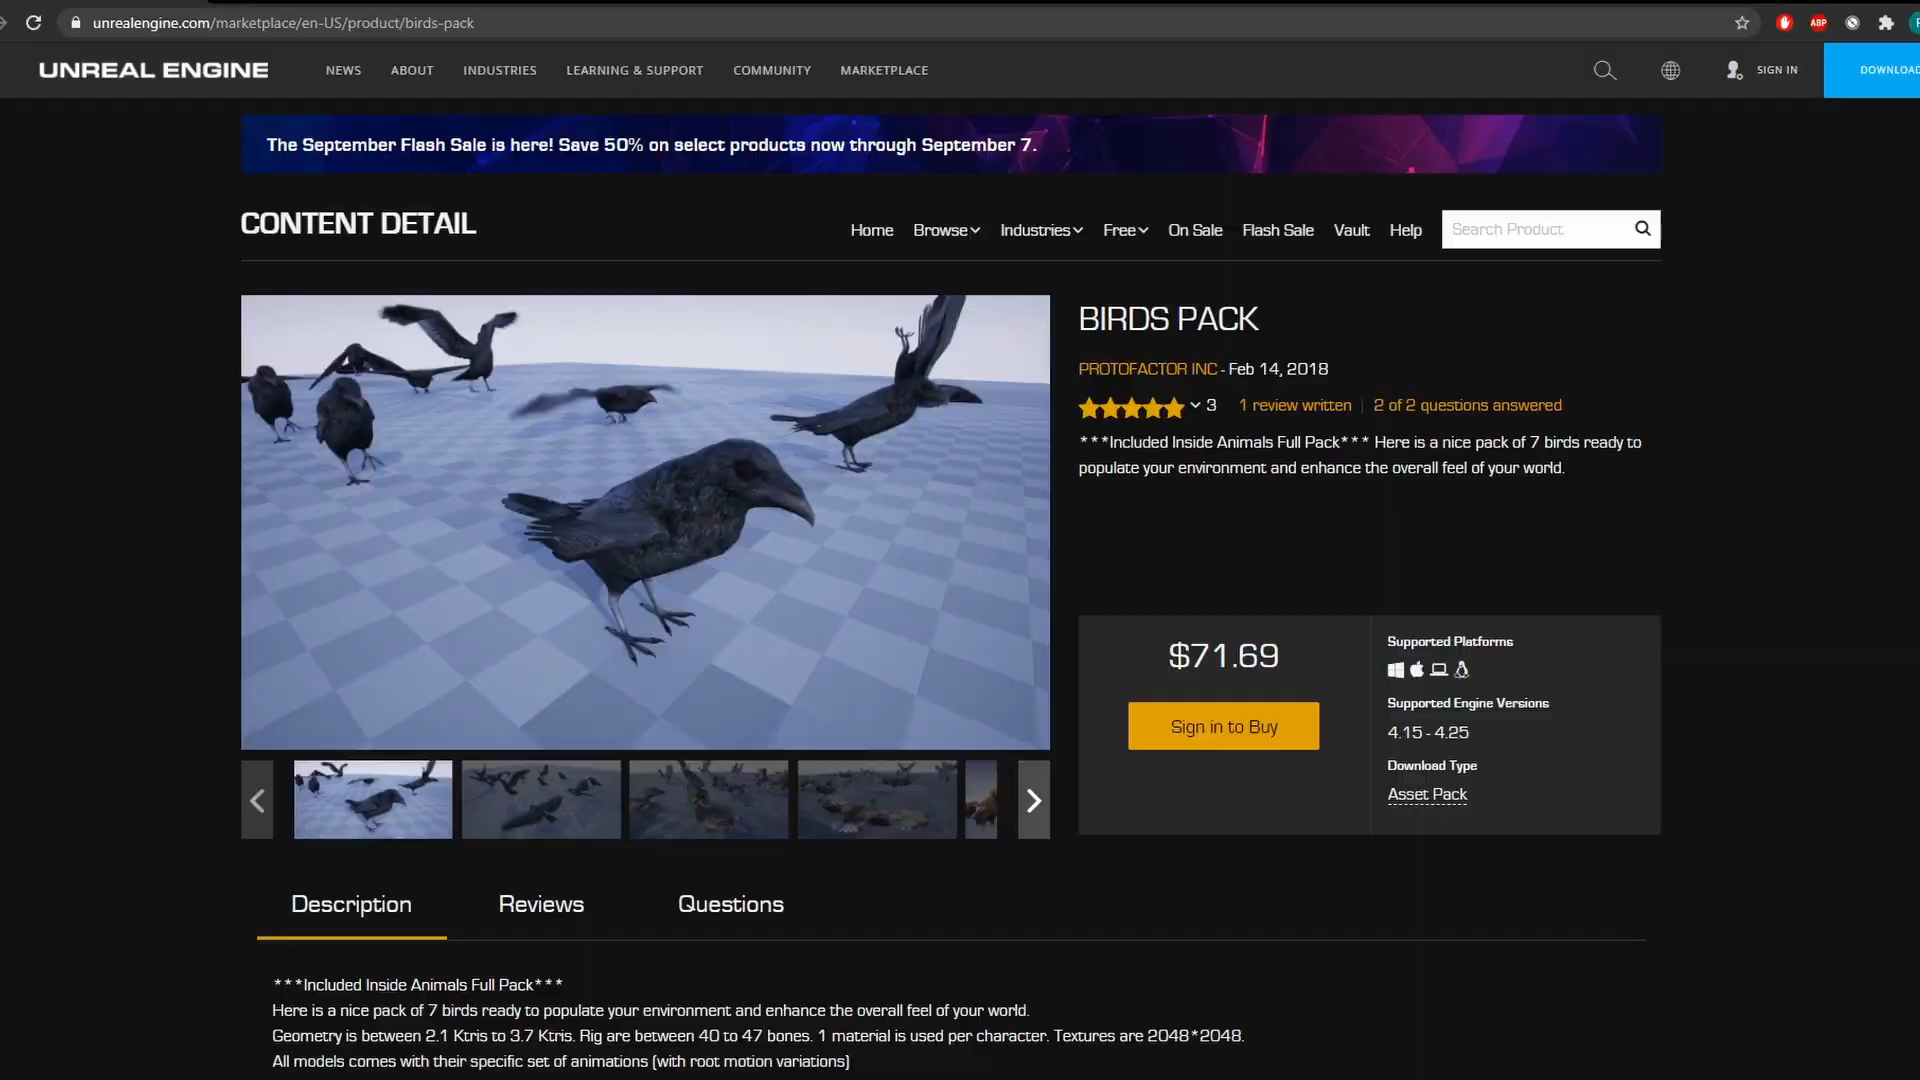 unrealengine.com/marketplace/en-US/product/birds-pack
ABP
UNREAL ENGINE
NEWS
ABOUT
INDUSTRIES
LEARNING & SUPPORT
COMMUNITY
MARKETPLACE
SIGN IN
DOWNLOAD
The September Flash Sale is here! Save 50% on select products now through September 7.
CONTENT DETAIL
Home
Browse
Industries
Free
On Sale
Flash Sale
Vault
Help
Search Product
BIRDS PACK
PROTOFACTOR INC - Feb 14, 2018
3 1 review written | 2 of 2 questions answered
***Included Inside Animals Full Pack*** Here is a nice pack of 7 birds ready to
populate your environment and enhance the overall feel of your world.
$71.69
Sign in to Buy
Supported Platforms
Supported Engine Versions
4.15 - 4.25
Download Type
Asset Pack
Description
Reviews
Questions
***Included Inside Animals Full Pack***
Here is a nice pack of 7 birds ready to populate your environment and enhance the overall feel of your world.
Geometry is between 2.1 Ktris to 3.7 Ktris. Rig are between 40 to 47 bones. 1 material is used per character. Textures are 2048*2048.
All models comes with their specific set of animations (with root motion variations)